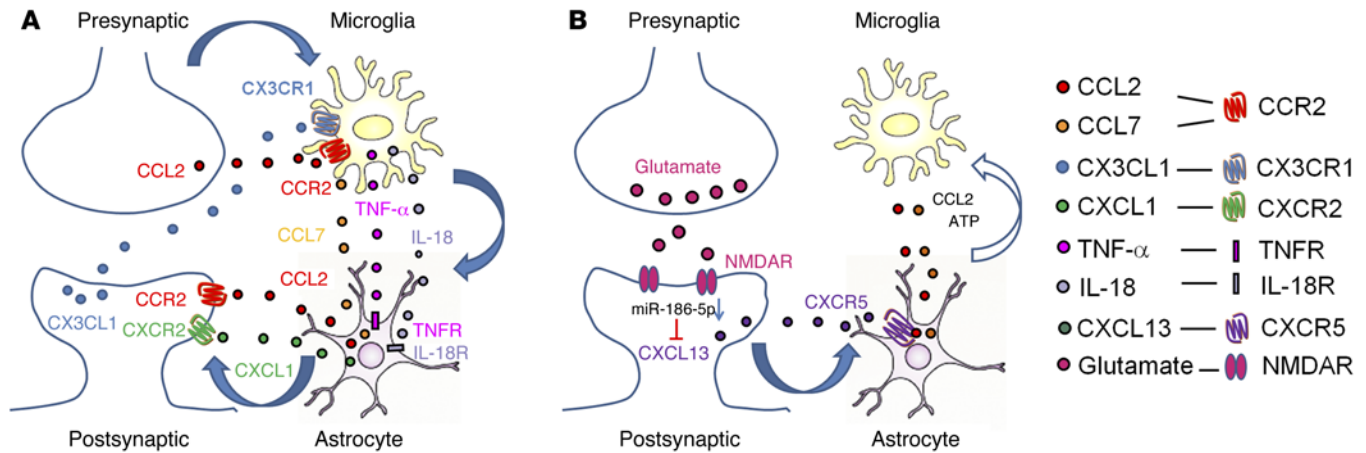 A
Presynaptic
Microglia
CX3CR1
CCL2
CCR2
TNF-α
CCL7
IL-18
CCL2
CCR2
CX3CL1
CXCR2
TNFR
IL-18R
CXCL1
Postsynaptic
Astrocyte
B
Presynaptic
Microglia
Glutamate
CCL2
ATP
NMDAR
miR-186-5p
CXCR5
CXCL13
Postsynaptic
Astrocyte
CCL2
CCR2
CCL7
CX3CL1 CX3CR1
CXCL1 CXCR2
TNF-α TNFR
IL-18 IL-18R
CXCL13 CXCR5
Glutamate NMDAR